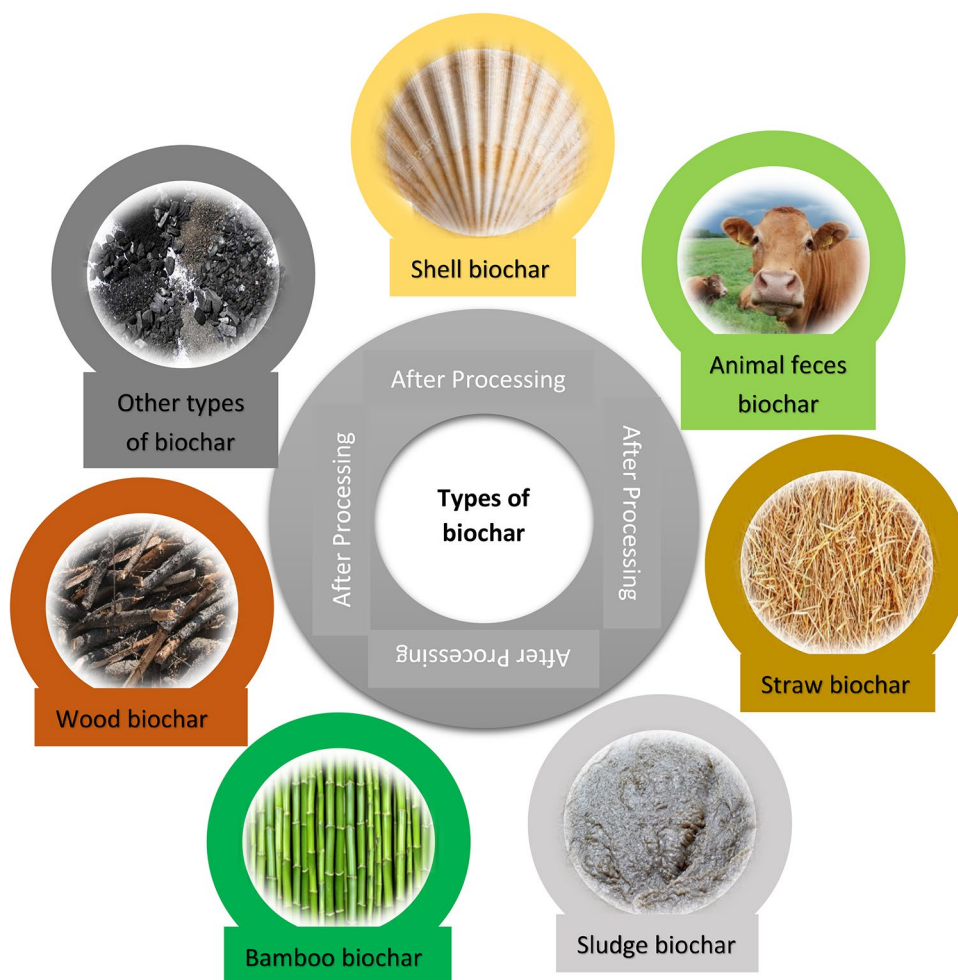 Shell biochar
Animal feces
biochar
Other types
of biochar
After Processing
After Processing
After Processing
Types of
biochar
After Processing
Straw biochar
Wood biochar
Sludge biochar
Bamboo biochar